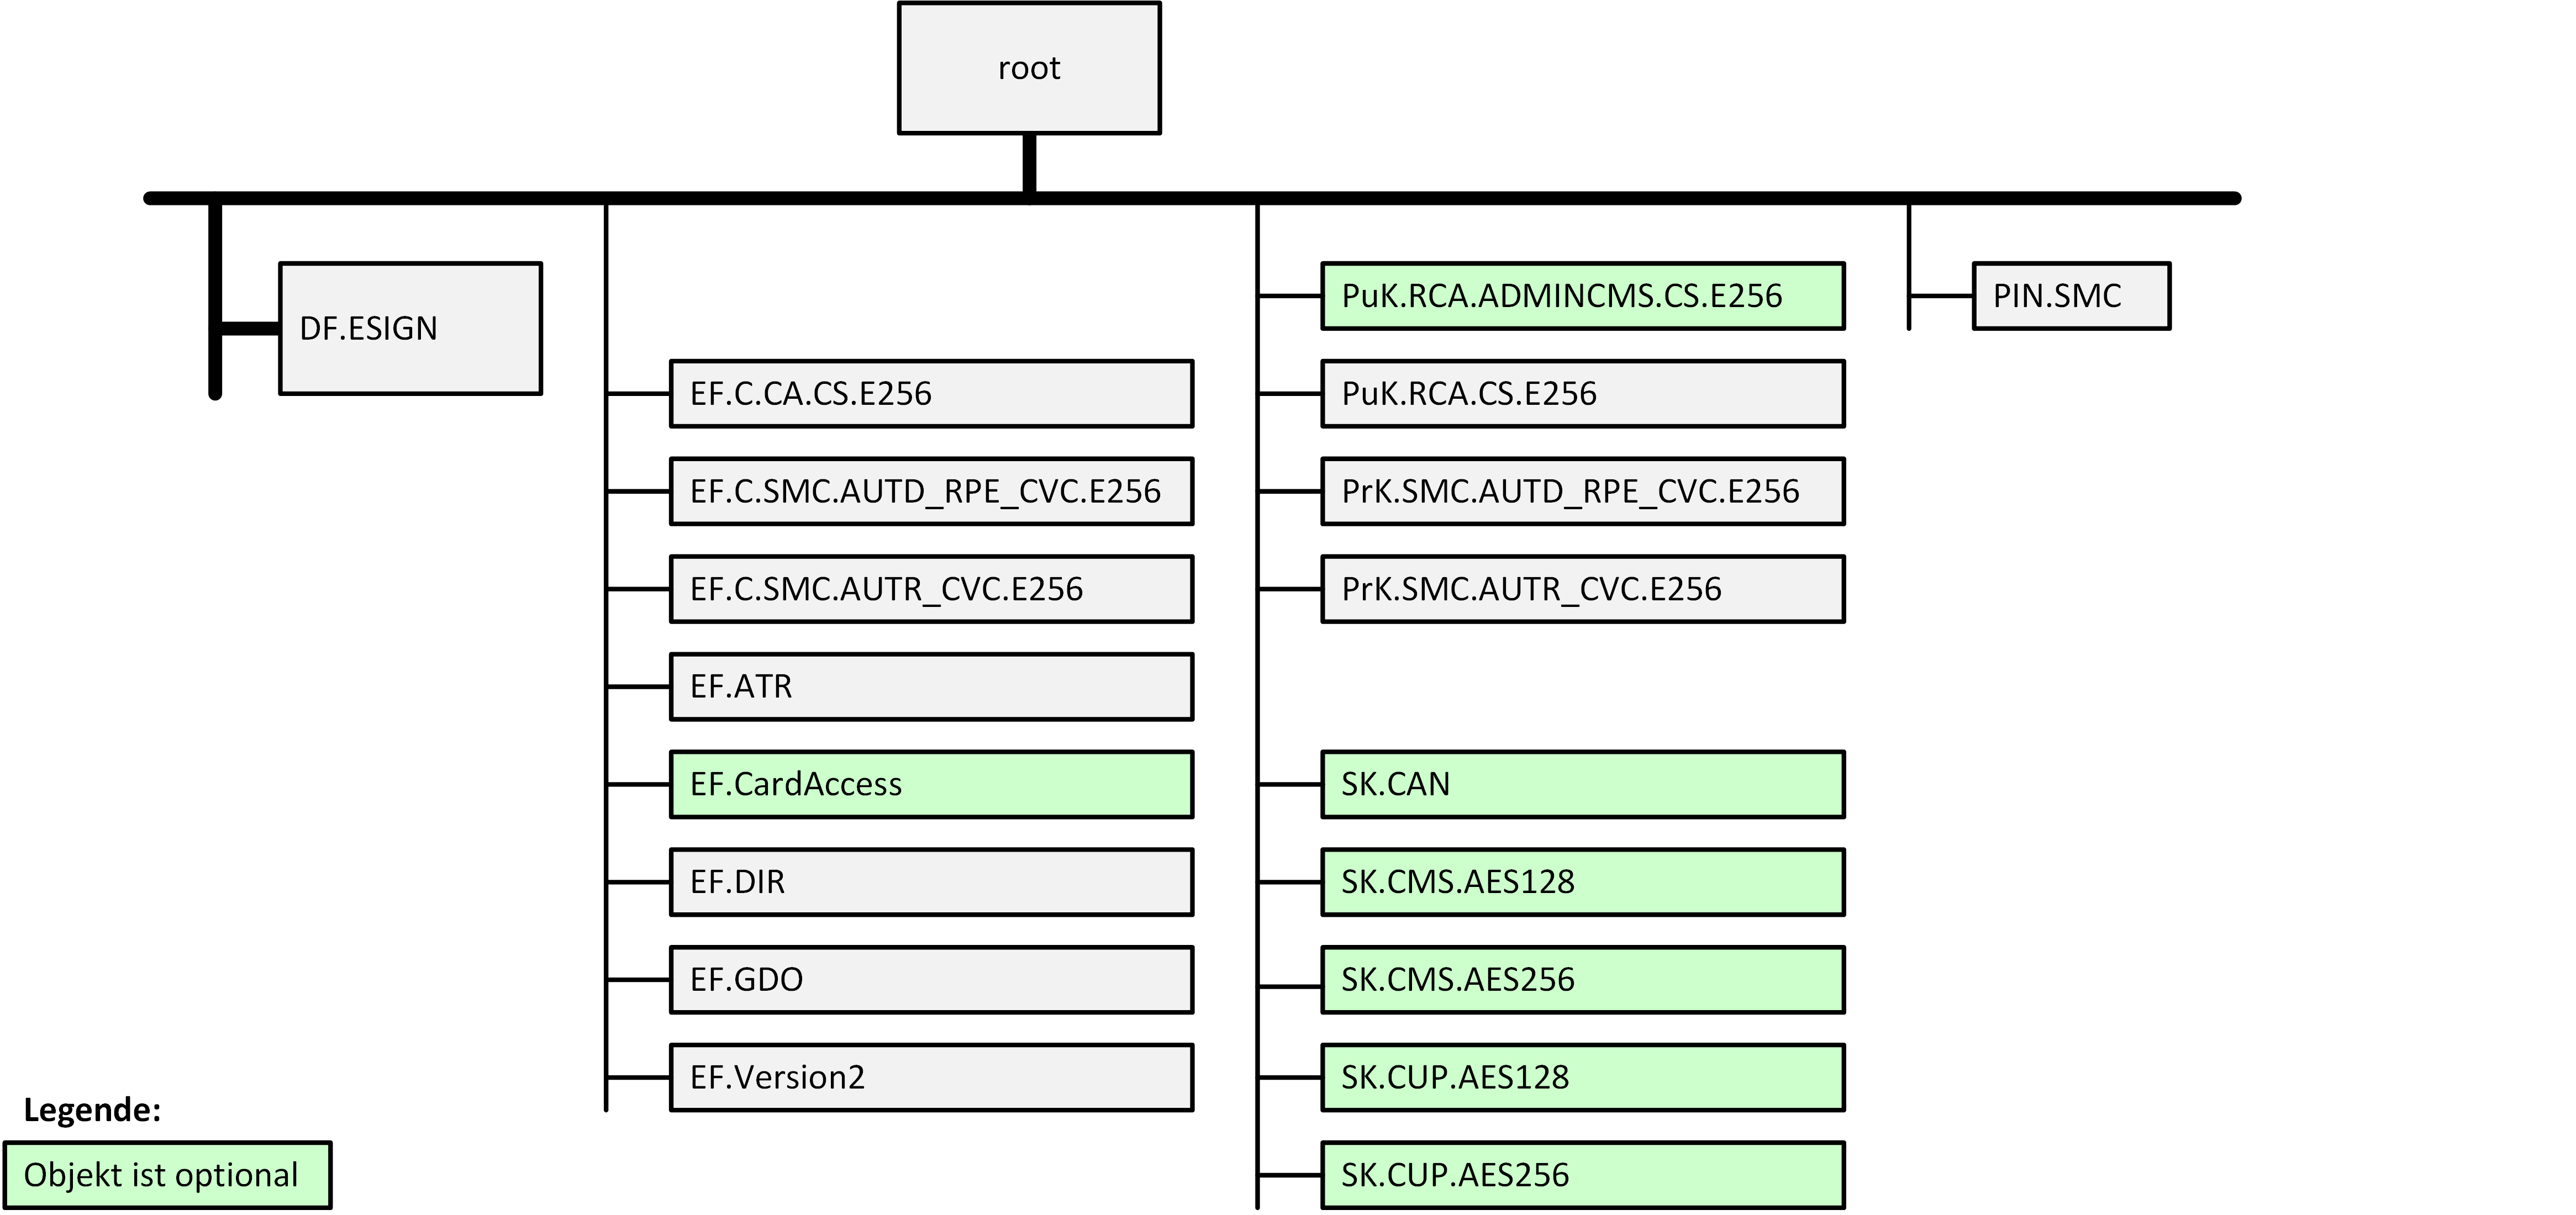 root
DF.ESIGN
EF.C.CA.CS.E256
EF.C.SMC.AUTD_RPE_CVC.E256
EF.C.SMC.AUTR_CVC.E256
EF.ATR
EF.CardAccess
EF.DIR
EF.GDO
EF.Version2
PuK.RCA.ADMINCMS.CS.E256
PuK.RCA.CS.E256
PrK.SMC.AUTD_RPE_CVC.E256
PrK.SMC.AUTR_CVC.E256
SK.CAN
SK.CMS.AES128
SK.CMS.AES256
SK.CUP.AES128
SK.CUP.AES256
PIN.SMC
Legende:
Objekt ist optional